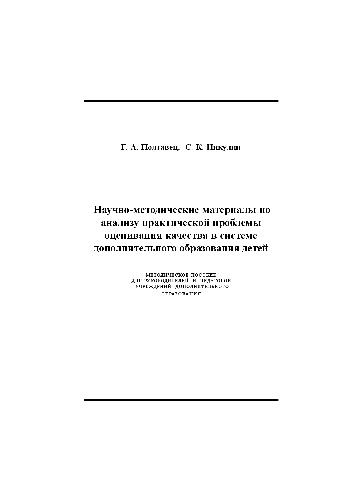 Г. А. Полтавец, С. К. Никулин
Научно-методические материалы по
анализу практической проблемы
оценивания качества в системе
дополнительного образования детей
МЕТОДИЧЕСКОЕ ПОСОБИЕ
ДЛЯ РУКОВОДИТЕЛЕЙ И ПЕДАГОГОВ
УЧРЕЖДЕНИЙ ДОПОЛНИТЕЛЬНОГО
ОБРАЗОВАНИЯ